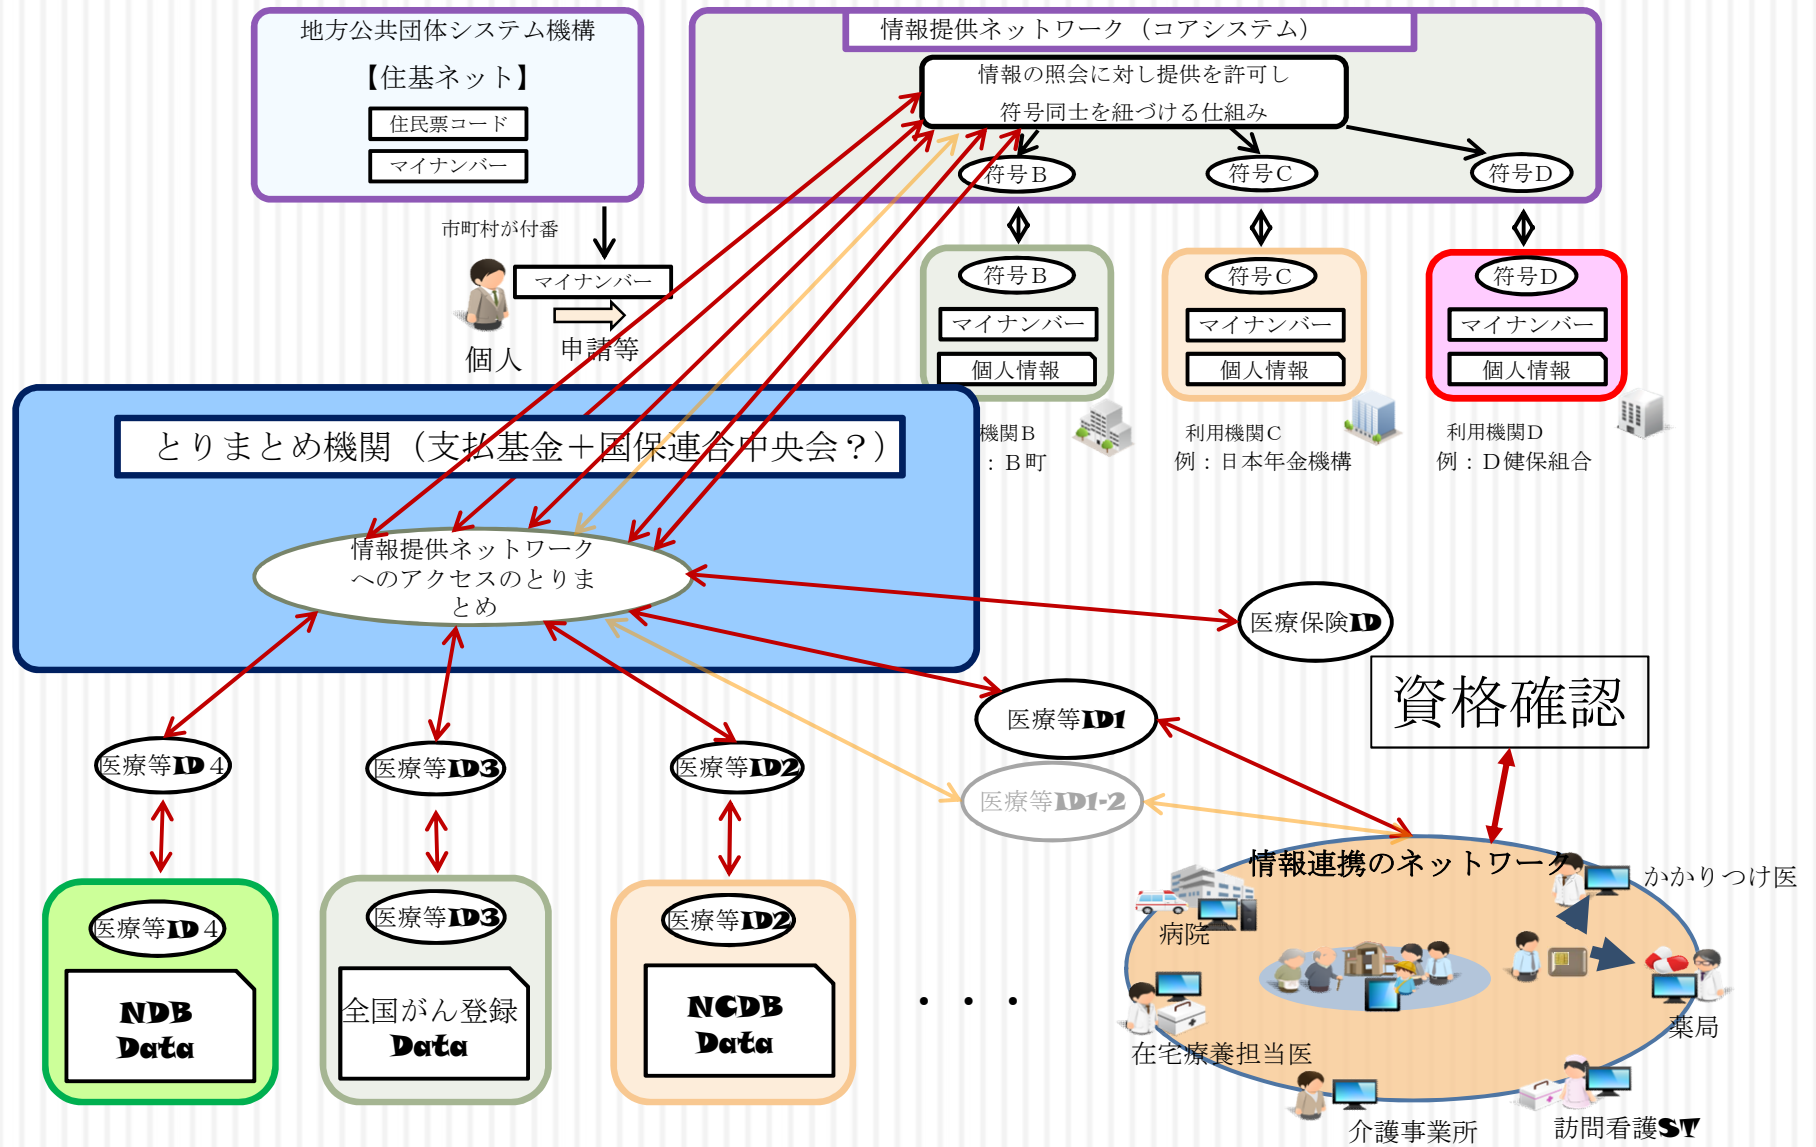 地方公共団体システム機構
【住基ネット】
住民票コード
マイナンバー
情報提供ネットワーク（コアシステム）
情報の照会に対し提供を許可し
符号同士を紐づける仕組み
符号Ｂ
符号Ｃ
符号Ｄ
市町村が付番
マイナンバー
個人
申請等
符号Ｂ
マイナンバー
個人情報
機関Ｂ
：Ｂ町
符号Ｃ
マイナンバー
個人情報
利用機関Ｃ
例：日本年金機構
符号Ｄ
マイナンバー
個人情報
利用機関Ｄ
例：Ｄ健保組合
とりまとめ機関（支払基金＋国保連合中央会？）
情報提供ネットワーク
へのアクセスのとりま
とめ
医療保険ID
資格確認
医療等ID1
医療等ID1-2
医療等ID４
医療等ID3
医療等ID2
医療等ID４
NDB
Data
医療等ID3
全国がん登録
Data
医療等ID2
NCDB
Data
・・・
情報連携のネットワーク
かかりつけ医
病院
薬局
在宅療養担当医
介護事業所
訪問看護ST